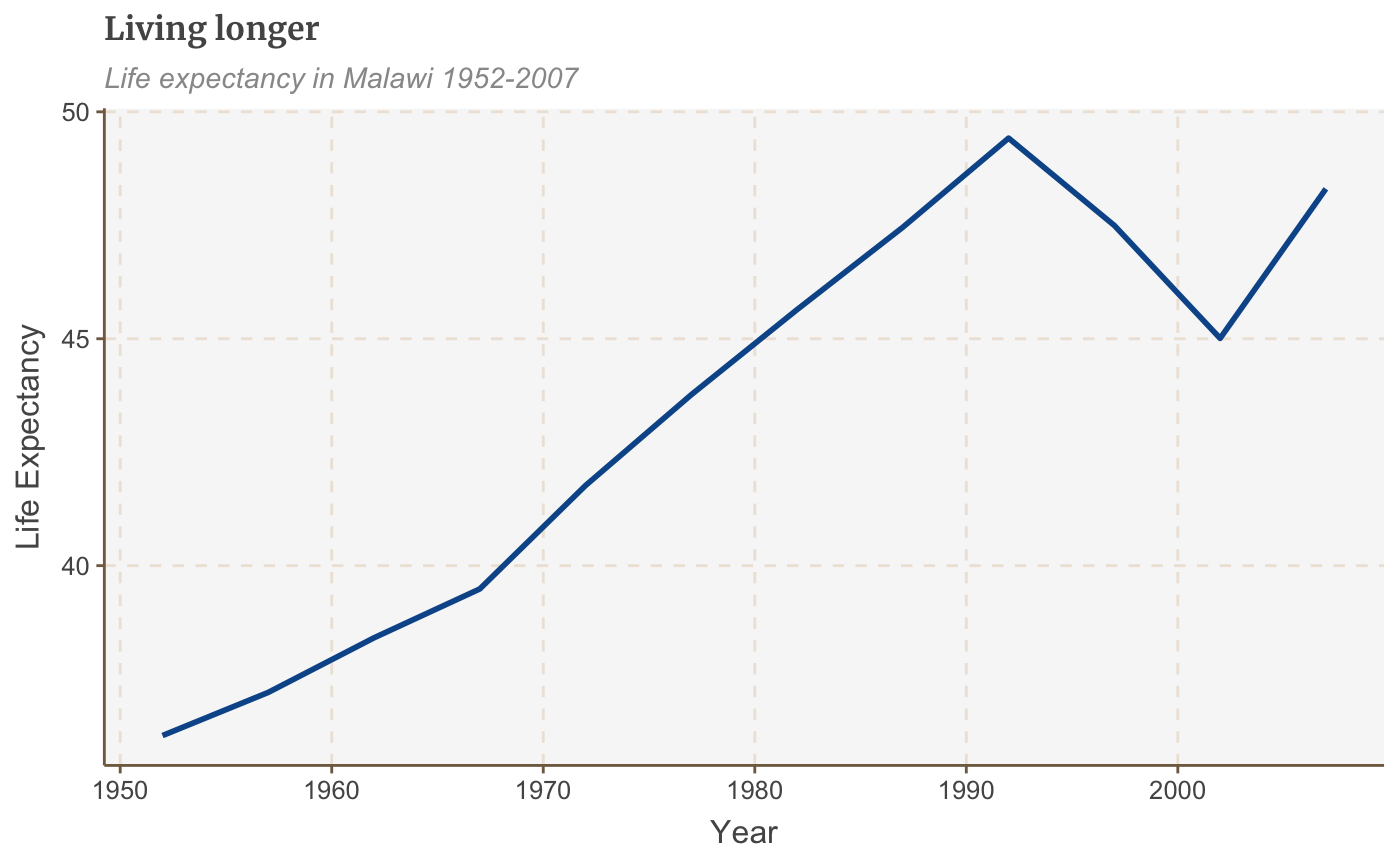 Living longer
Life expectancy in Malawi 1952-2007
50
45
40
Life Expectancy
1950 1960 1970 1980 1990 2000
Year